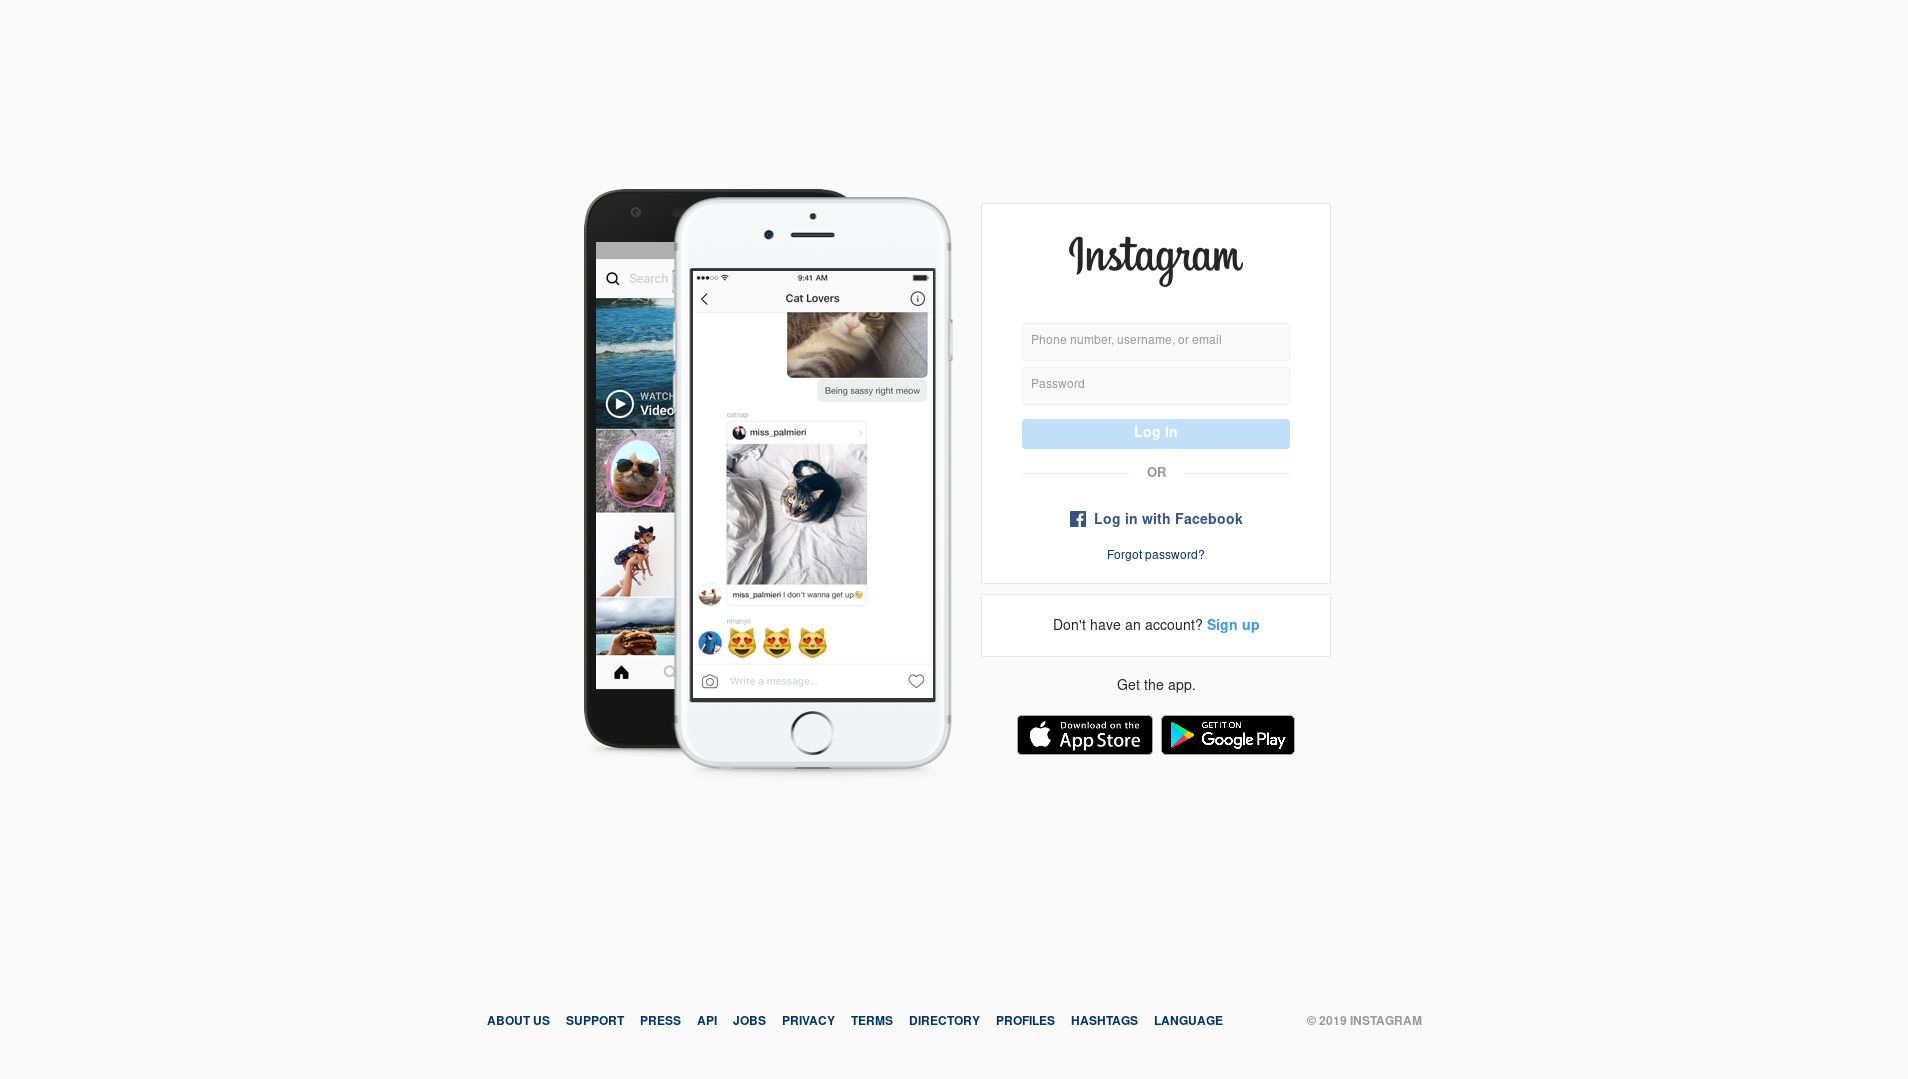 Search
WATCH
Video
9:41 AM
Cat Lovers
Being sassy right meow
catnap
miss_palmieri
miss_palmieri I don't wanna get up😢
ninanyc
😻 😻 😻
Write a message...
Instagram
Phone number, username, or email
Password
Log In
OR
Log in with Facebook
Forgot password?
Don't have an account? Sign up
Get the app.
Download on the
App Store
GET IT ON
Google Play
ABOUT US SUPPORT PRESS API JOBS PRIVACY TERMS DIRECTORY PROFILES HASHTAGS LANGUAGE © 2019 INSTAGRAM